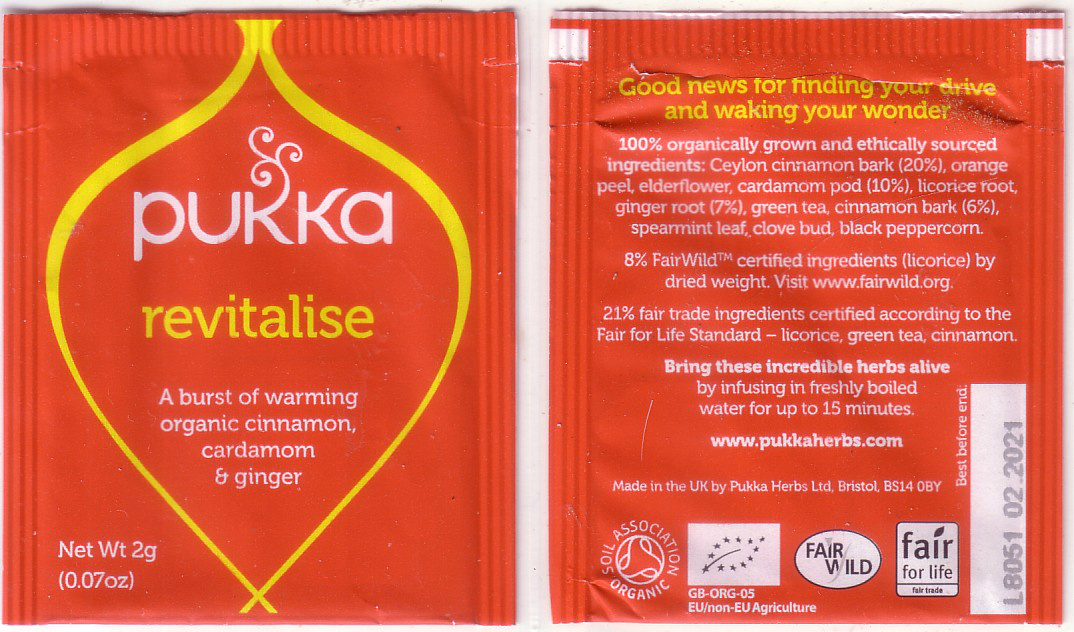 pukka
revitalise
A burst of warming
organic cinnamon,
cardamom
& ginger
Net Wt 2g
(0.07oz)
Good news for finding your drive
and waking your wonder
100% organically grown and ethically sourced
ingredients: Ceylon cinnamon bark (20%), orange
peel, elderflower, cardamom pod (10%), licorice root,
ginger root (7%), green tea, cinnamon bark (6%),
spearmint leaf, clove bud, black peppercorn.
8% FairWild™ certified ingredients (licorice) by
dried weight. Visit www.fairwild.org.
21% fair trade ingredients certified according to the
Fair for Life Standard – licorice, green tea, cinnamon.
Bring these incredible herbs alive
by infusing in freshly boiled
water for up to 15 minutes.
www.pukkaherbs.com
Made in the UK by Pukka Herbs Ltd, Bristol, BS14 0BY
Best before end:
L8051 02.2021
SOIL ASSOCIATION
ORGANIC
GB-ORG-05
EU/non-EU Agriculture
FAIR
WILD
fair
for life
fair trade